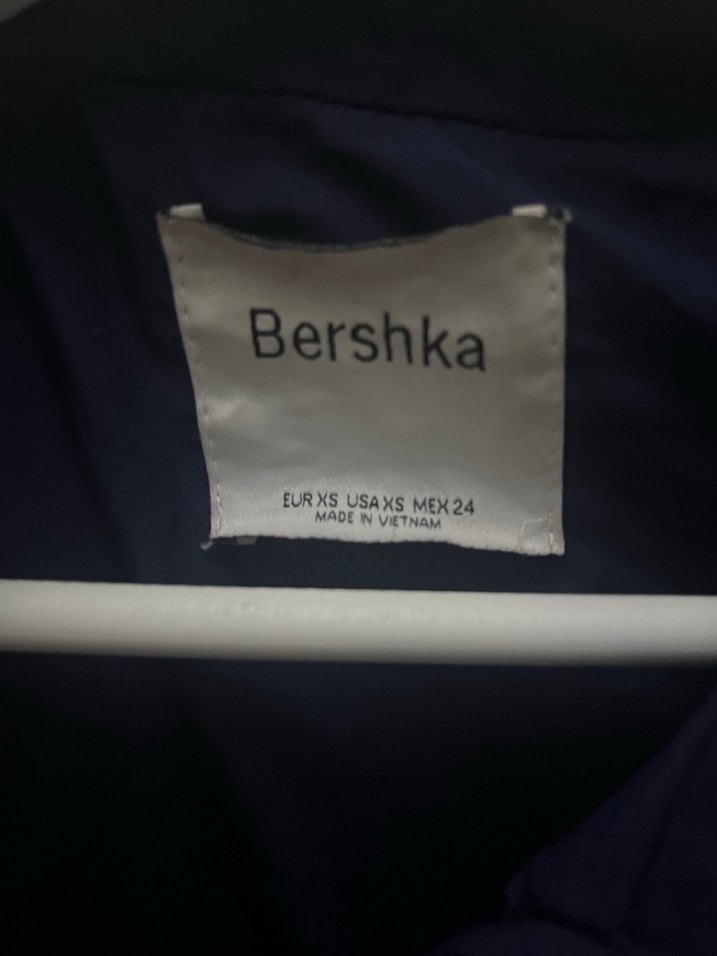 Bershka
EUR XS USA XS MEX 24
MADE IN VIETNAM